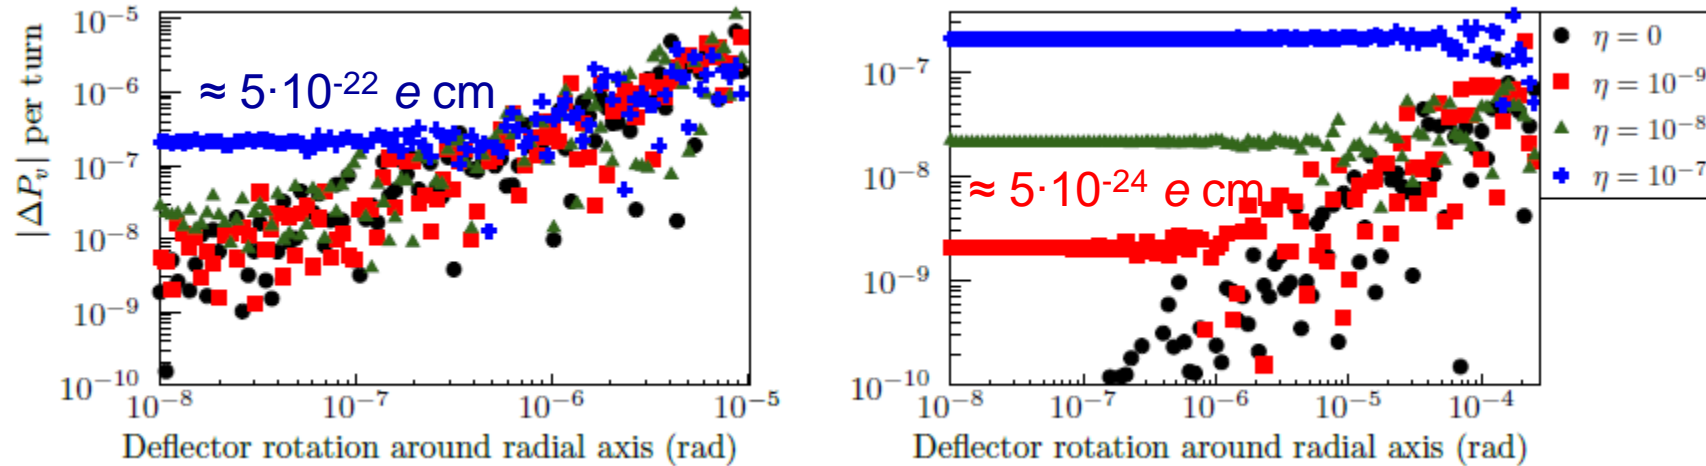 |ΔPᵥ| per turn
10⁻⁵
10⁻⁶
10⁻⁷
10⁻⁸
10⁻⁹
10⁻¹⁰
≈ 5·10⁻²² e cm
10⁻⁸ 10⁻⁷ 10⁻⁶ 10⁻⁵
Deflector rotation around radial axis (rad)
10⁻⁷
10⁻⁸
10⁻⁹
10⁻¹⁰
≈ 5·10⁻²⁴ e cm
10⁻⁸ 10⁻⁷ 10⁻⁶ 10⁻⁵ 10⁻⁴
Deflector rotation around radial axis (rad)
η = 0
η = 10⁻⁹
η = 10⁻⁸
η = 10⁻⁷